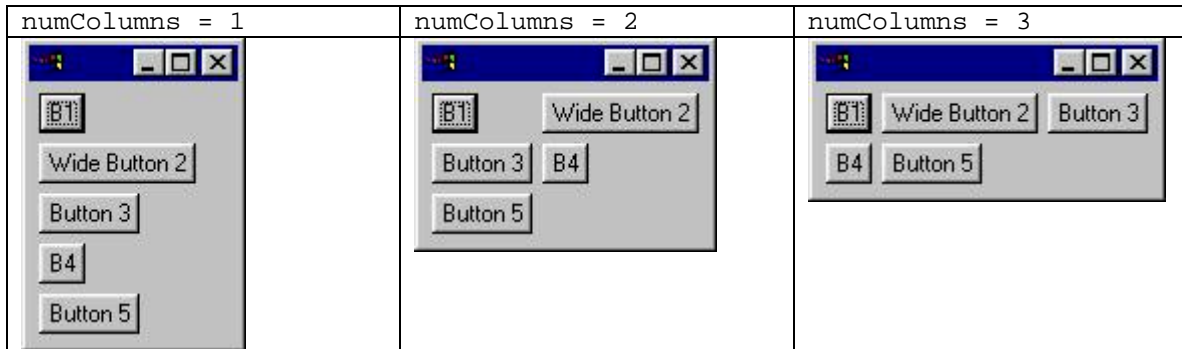 numColumns = 1
B1
Wide Button 2
Button 3
B4
Button 5
numColumns = 2
B1 Wide Button 2
Button 3 B4
Button 5
numColumns = 3
B1 Wide Button 2 Button 3
B4 Button 5